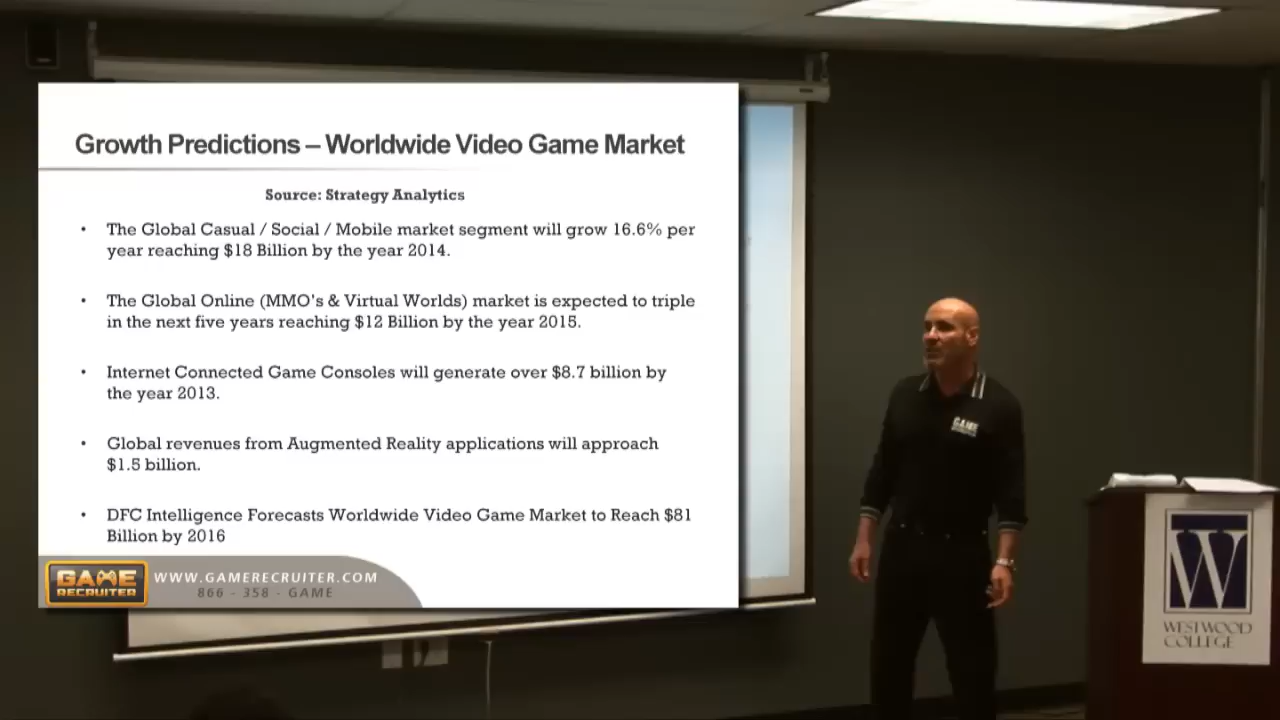 Growth Predictions – Worldwide Video Game Market
Source: Strategy Analytics
• The Global Casual / Social / Mobile market segment will grow 16.6% per
year reaching $18 Billion by the year 2014.
• The Global Online (MMO's & Virtual Worlds) market is expected to triple
in the next five years reaching $12 Billion by the year 2015.
• Internet Connected Game Consoles will generate over $8.7 billion by
the year 2013.
• Global revenues from Augmented Reality applications will approach
$1.5 billion.
• DFC Intelligence Forecasts Worldwide Video Game Market to Reach $81
Billion by 2016
GAME
RECRUITER
WWW.GAMERECRUITER.COM
866 - 358 - GAME
GAME
W
WESTWOOD
COLLEGE